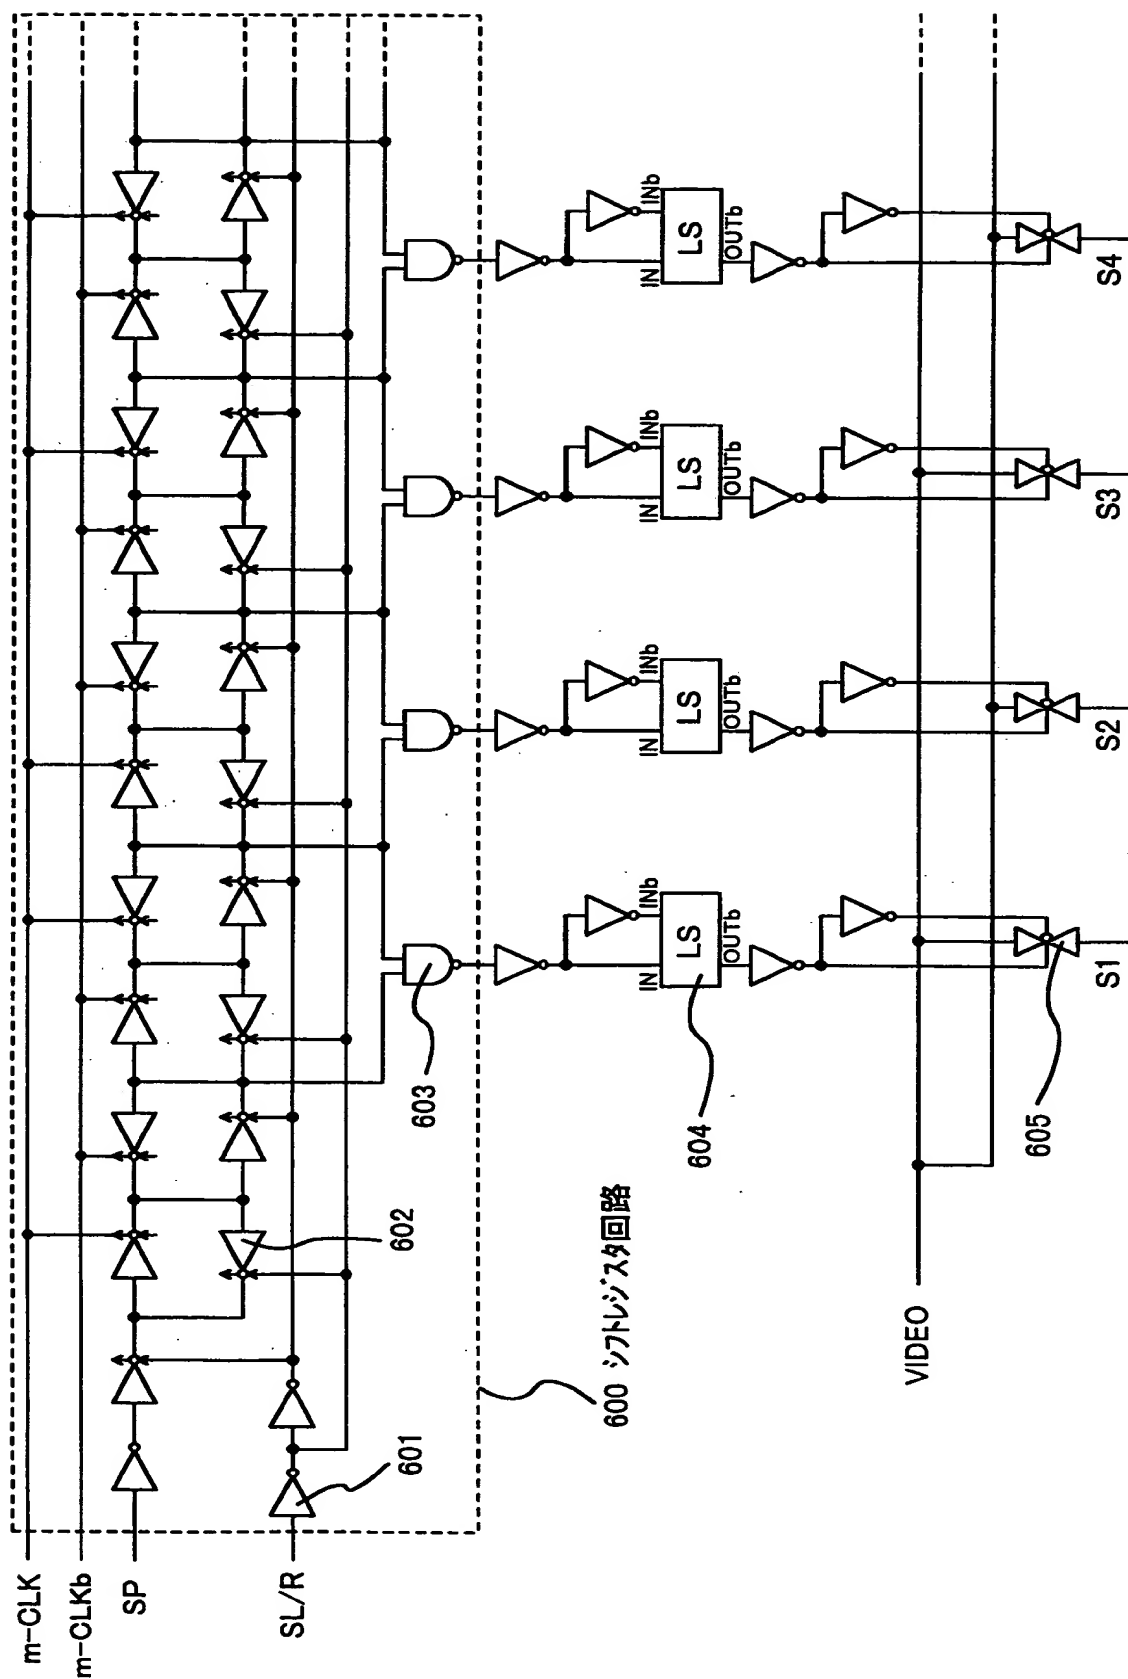 m-CLK
m-CLKb
SP
SL/R
601
602
603
600 シフトレジスタ回路
IN
INb
LS
OUTb
604
IN
INb
LS
OUTb
IN
INb
LS
OUTb
IN
INb
LS
OUTb
VIDEO
605
S1
S2
S3
S4